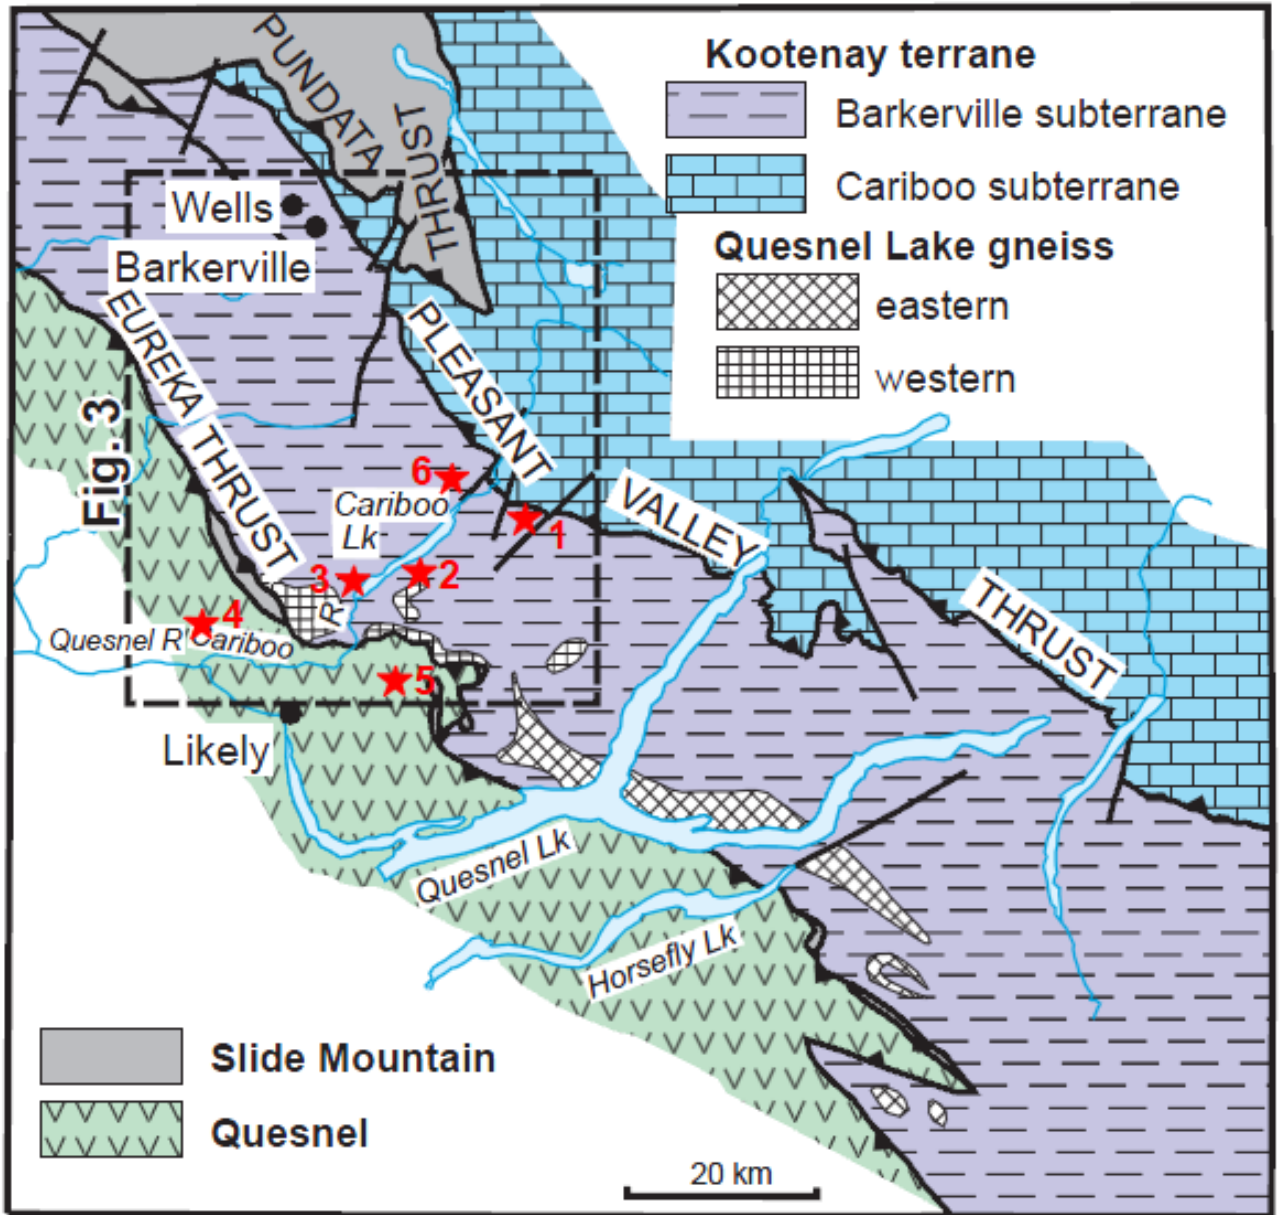 Kootenay terrane
Barkerville subterrane
Cariboo subterrane
Quesnel Lake gneiss
eastern
western
PUNDATA
THRUST
Wells
Barkerville
EUREKA THRUST
PLEASANT
VALLEY
THRUST
Fig. 3
6
Cariboo
Lk
1
3
2
R
4
Quesnel R
Cariboo
5
Likely
Quesnel Lk
Horsefly Lk
Slide Mountain
Quesnel
20 km